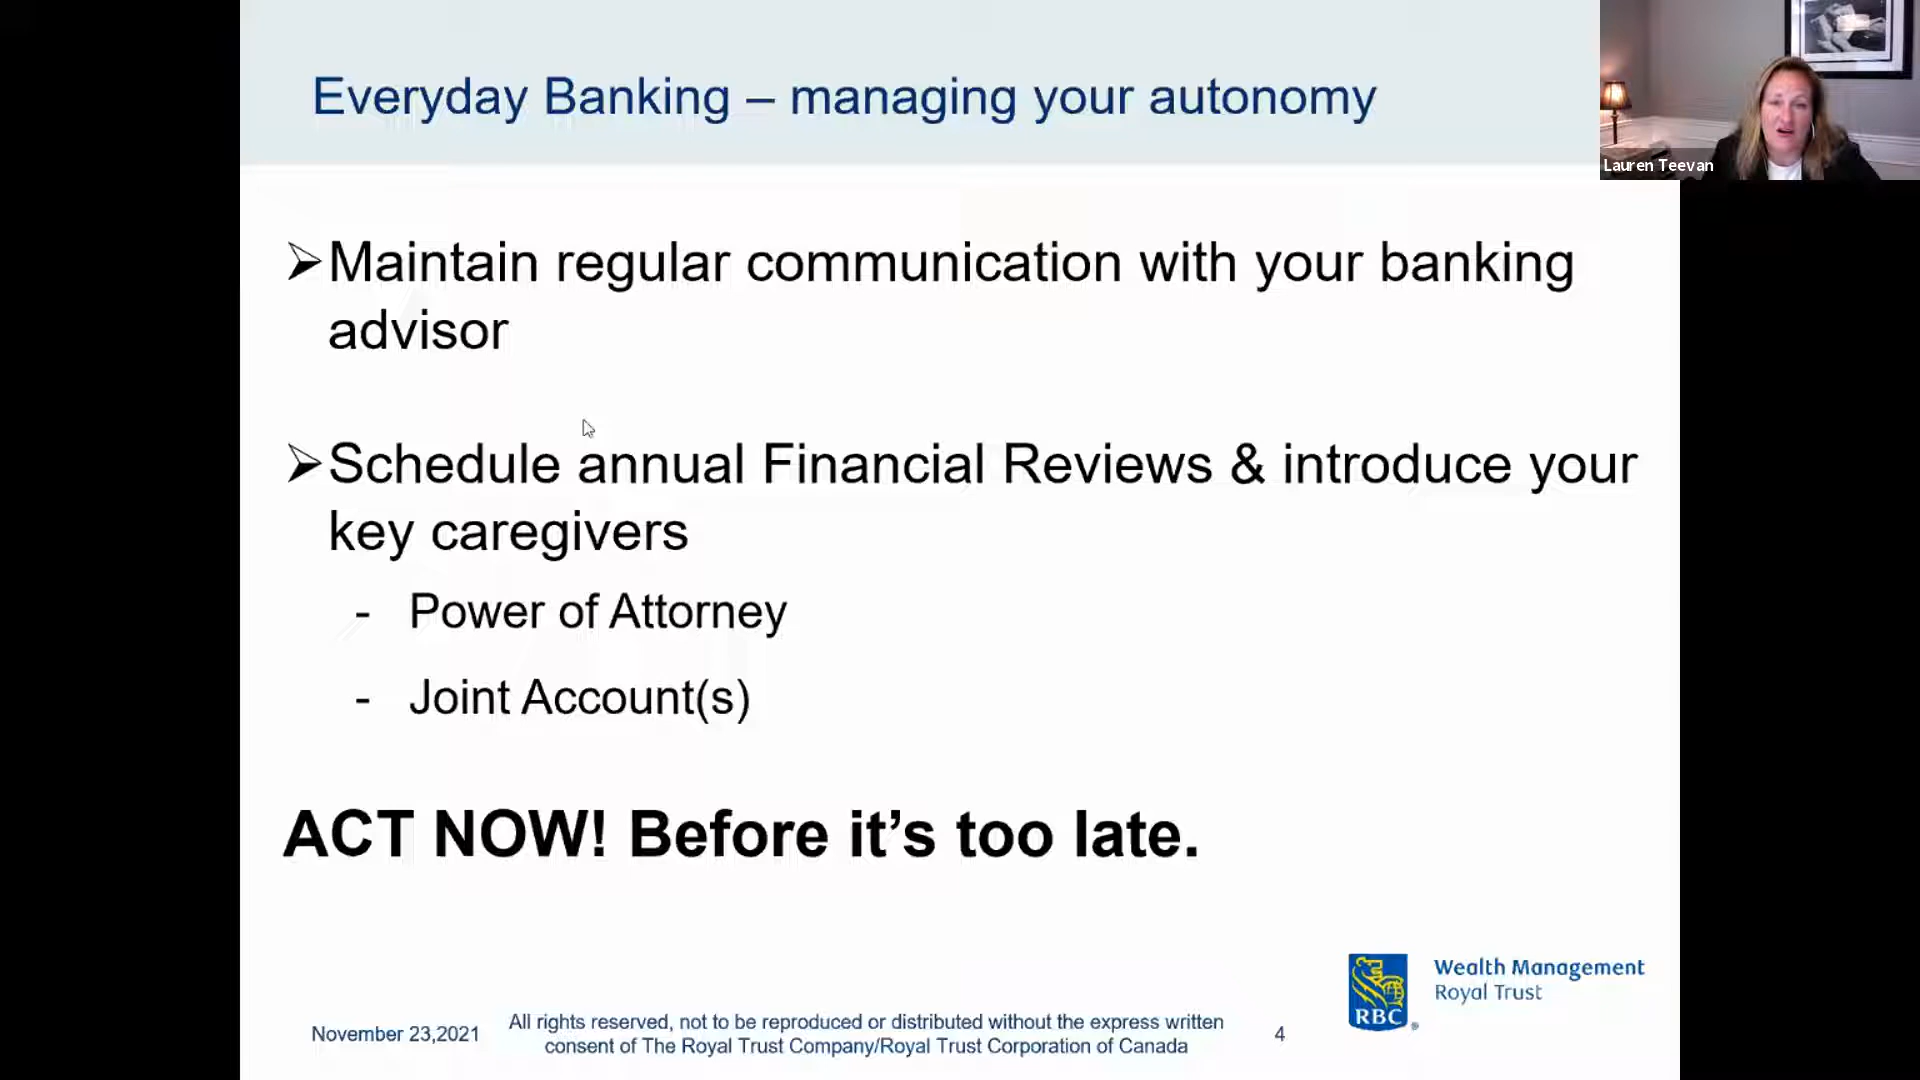 Everyday Banking – managing your autonomy
Lauren Teevan
➢Maintain regular communication with your banking
advisor
➢Schedule annual Financial Reviews & introduce your
key caregivers
- Power of Attorney
- Joint Account(s)
ACT NOW! Before it’s too late.
Wealth Management
Royal Trust
RBC®
November 23,2021
All rights reserved, not to be reproduced or distributed without the express written
consent of The Royal Trust Company/Royal Trust Corporation of Canada
4